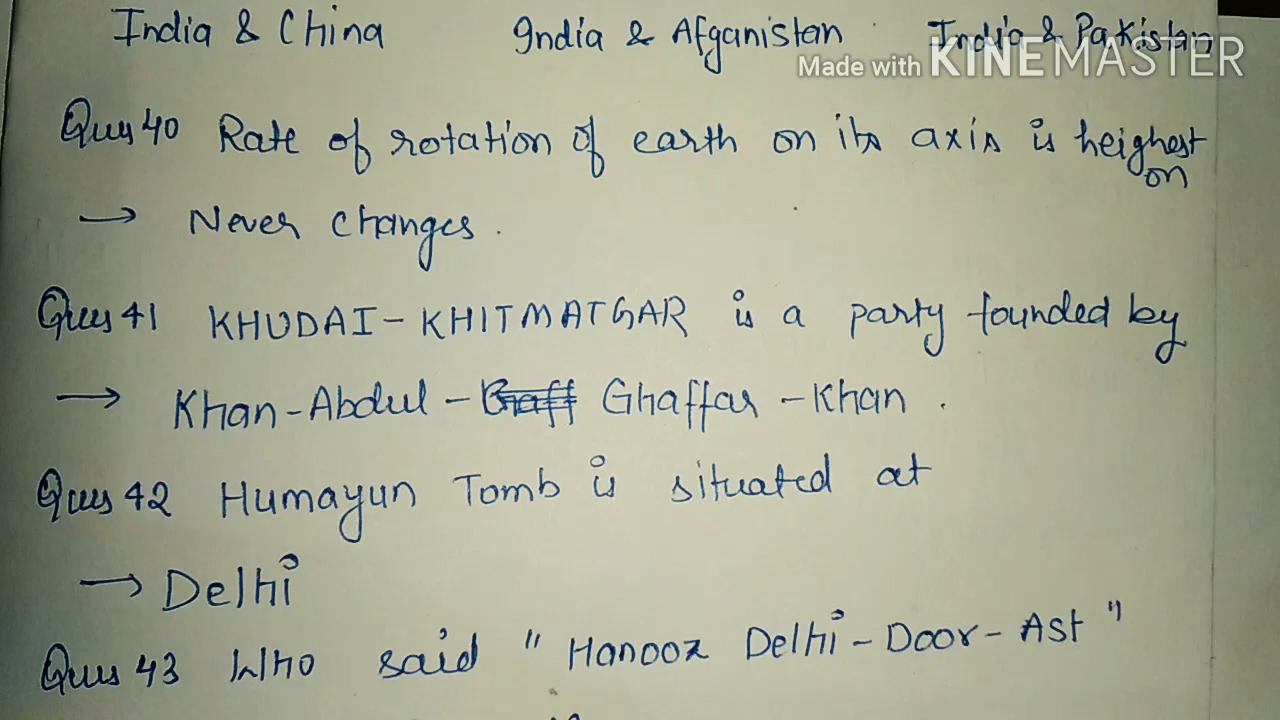 India & China India & Afganistan India & Pakistan
Made with KINEMASTER
Ques 40 Rate of rotation of earth on its axis is heighest
on
→ Never changes.
Ques 41 KHUDAI-KHITMATGAR is a party founded by
→ Khan-Abdul - Ghaffar - Khan .
Ques 42 Humayun Tomb is situated at
→ Delhi
Ques 43 Who said " Hanooz Delhi-Door-Ast "